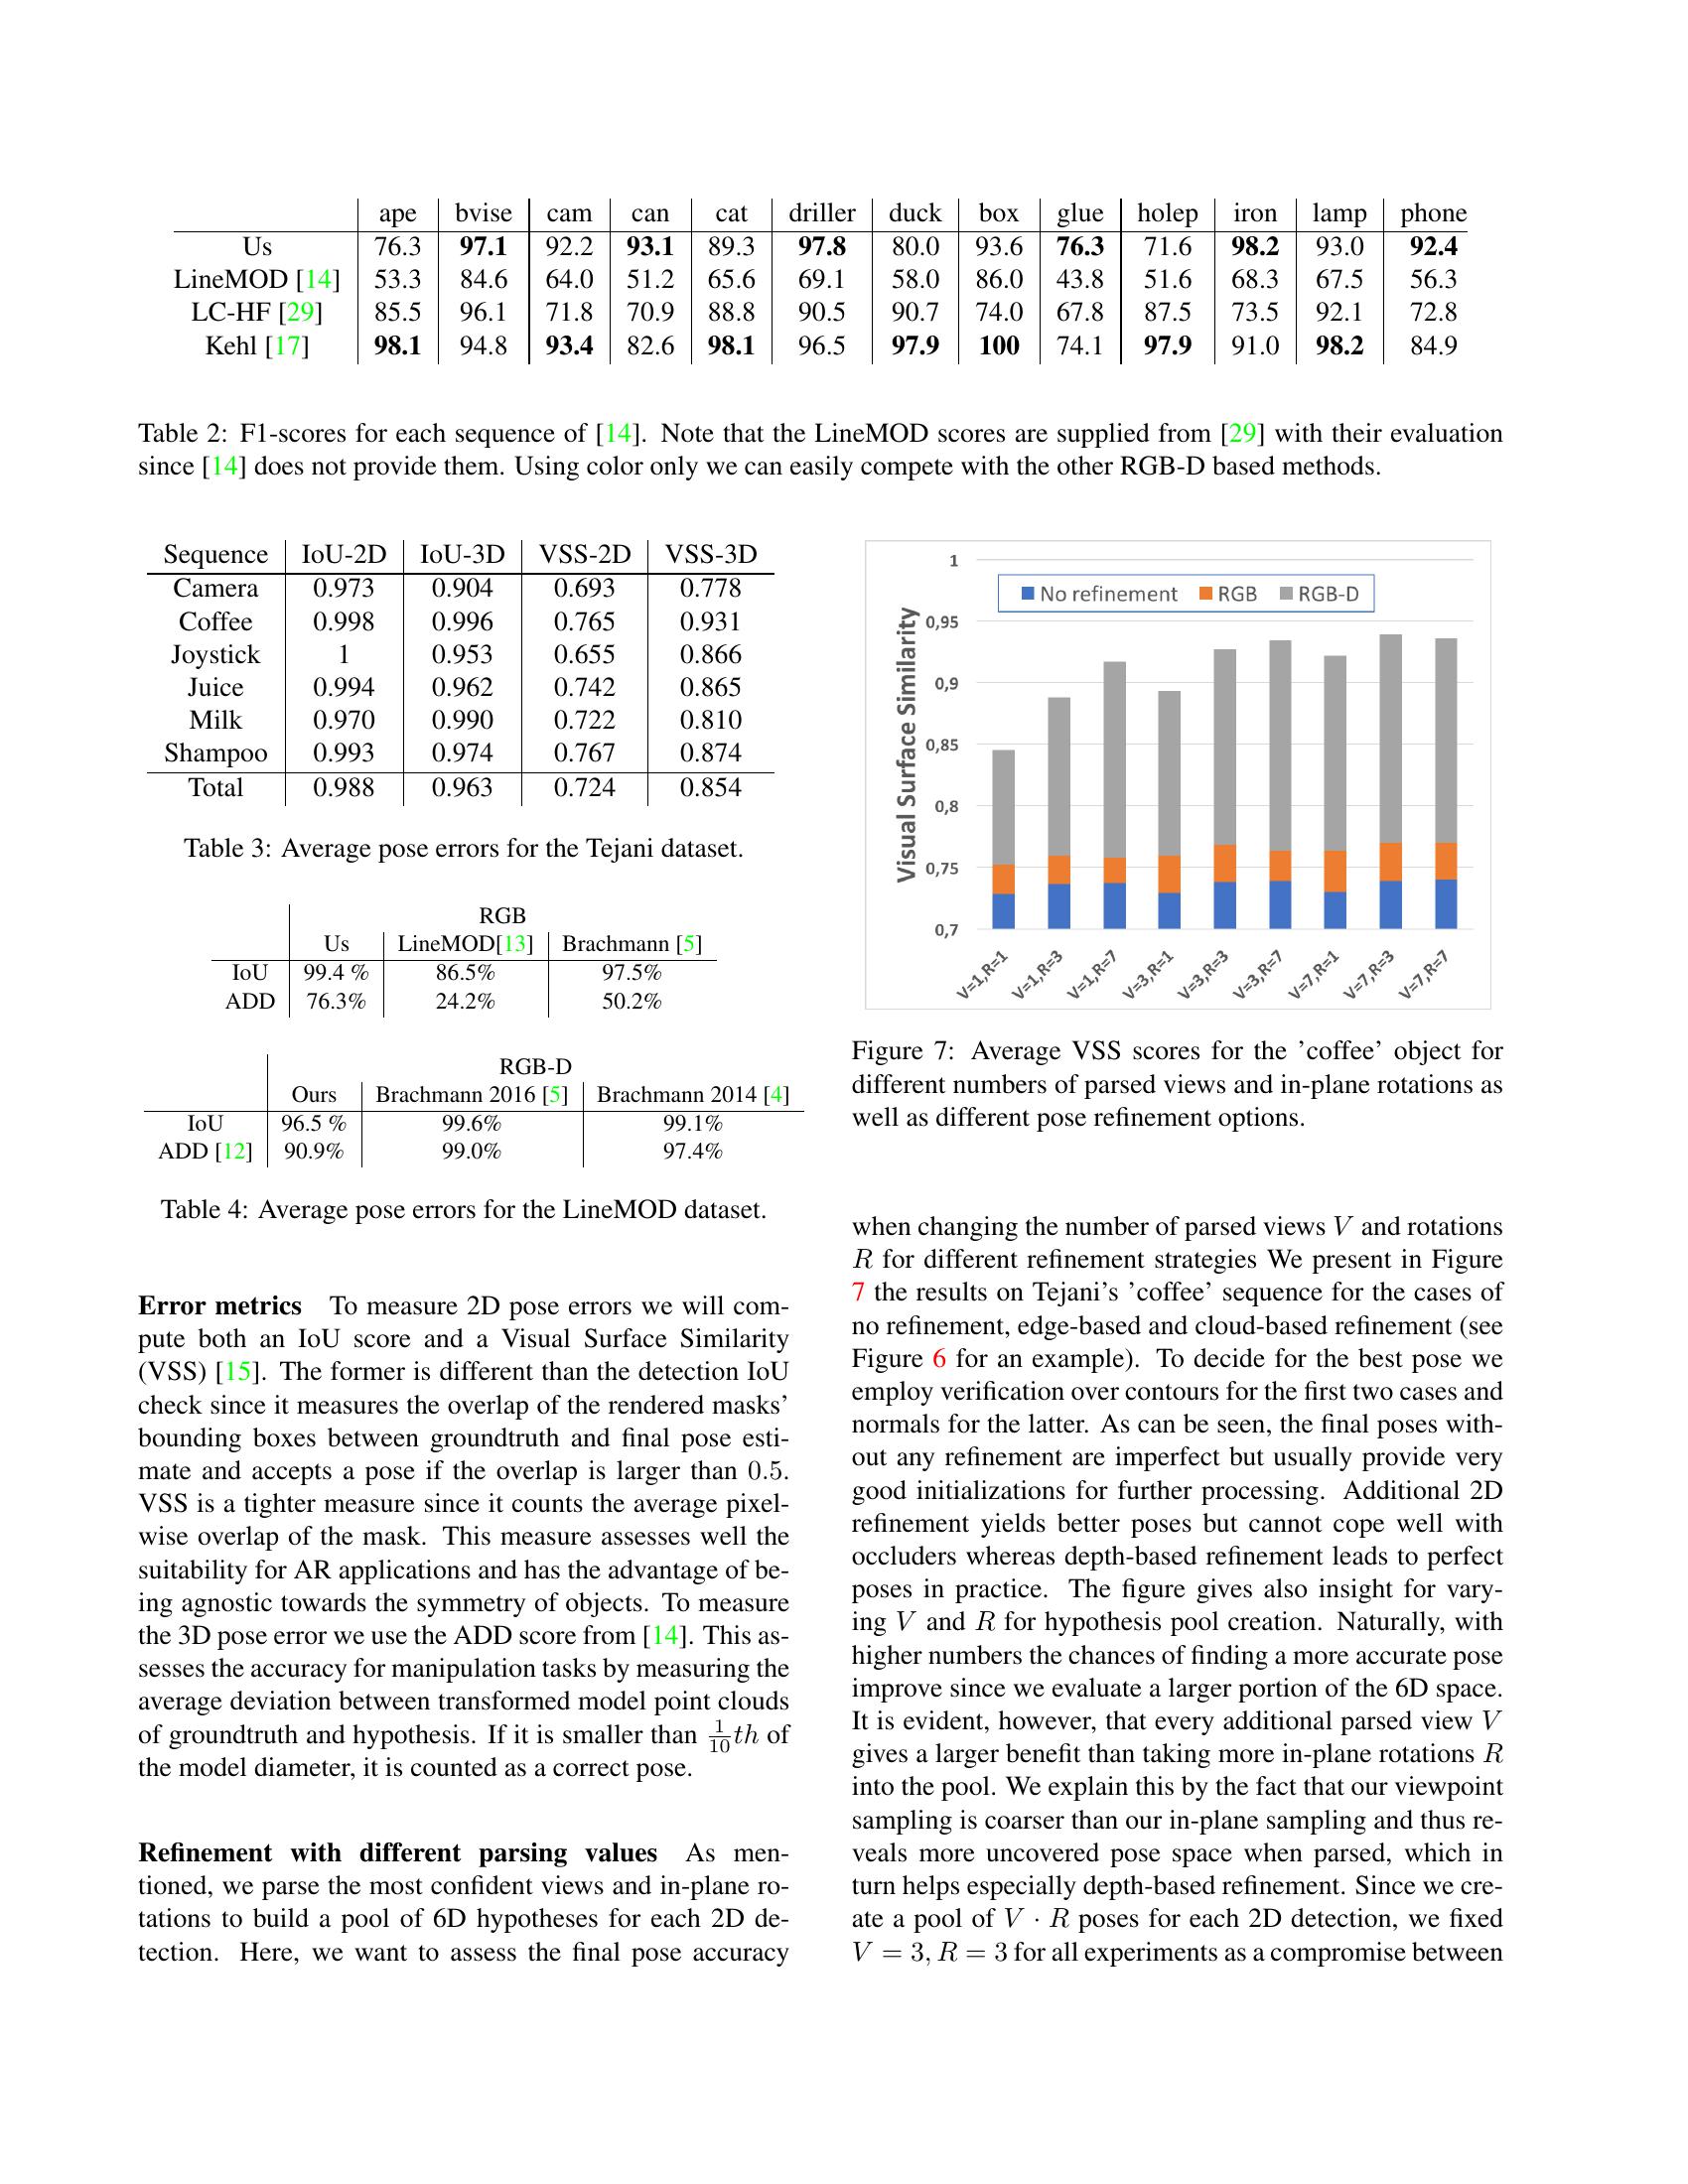 ape bvise cam can cat driller duck box glue holep iron lamp phone
Us 76.3 97.1 92.2 93.1 89.3 97.8 80.0 93.6 76.3 71.6 98.2 93.0 92.4
LineMOD [14] 53.3 84.6 64.0 51.2 65.6 69.1 58.0 86.0 43.8 51.6 68.3 67.5 56.3
LC-HF [29] 85.5 96.1 71.8 70.9 88.8 90.5 90.7 74.0 67.8 87.5 73.5 92.1 72.8
Kehl [17] 98.1 94.8 93.4 82.6 98.1 96.5 97.9 100 74.1 97.9 91.0 98.2 84.9
Table 2: F1-scores for each sequence of [14]. Note that the LineMOD scores are supplied from [29] with their evaluation
since [14] does not provide them. Using color only we can easily compete with the other RGB-D based methods.
Sequence IoU-2D IoU-3D VSS-2D VSS-3D
Camera 0.973 0.904 0.693 0.778
Coffee 0.998 0.996 0.765 0.931
Joystick 1 0.953 0.655 0.866
Juice 0.994 0.962 0.742 0.865
Milk 0.970 0.990 0.722 0.810
Shampoo 0.993 0.974 0.767 0.874
Total 0.988 0.963 0.724 0.854
Table 3: Average pose errors for the Tejani dataset.
RGB
Us LineMOD[13] Brachmann [5]
IoU 99.4 % 86.5% 97.5%
ADD 76.3% 24.2% 50.2%
RGB-D
Ours Brachmann 2016 [5] Brachmann 2014 [4]
IoU 96.5 % 99.6% 99.1%
ADD [12] 90.9% 99.0% 97.4%
Table 4: Average pose errors for the LineMOD dataset.
Error metrics To measure 2D pose errors we will com-
pute both an IoU score and a Visual Surface Similarity
(VSS) [15]. The former is different than the detection IoU
check since it measures the overlap of the rendered masks'
bounding boxes between groundtruth and final pose esti-
mate and accepts a pose if the overlap is larger than 0.5.
VSS is a tighter measure since it counts the average pixel-
wise overlap of the mask. This measure assesses well the
suitability for AR applications and has the advantage of be-
ing agnostic towards the symmetry of objects. To measure
the 3D pose error we use the ADD score from [14]. This as-
sesses the accuracy for manipulation tasks by measuring the
average deviation between transformed model point clouds
of groundtruth and hypothesis. If it is smaller than 1/10 th of
the model diameter, it is counted as a correct pose.
Refinement with different parsing values As men-
tioned, we parse the most confident views and in-plane ro-
tations to build a pool of 6D hypotheses for each 2D de-
tection. Here, we want to assess the final pose accuracy
Visual Surface Similarity
1
0,95
0,9
0,85
0,8
0,75
0,7
No refinement RGB RGB-D
V=1,R=1 V=1,R=3 V=1,R=7 V=3,R=1 V=3,R=3 V=3,R=7 V=7,R=1 V=7,R=3 V=7,R=7
Figure 7: Average VSS scores for the 'coffee' object for
different numbers of parsed views and in-plane rotations as
well as different pose refinement options.
when changing the number of parsed views V and rotations
R for different refinement strategies We present in Figure
7 the results on Tejani's 'coffee' sequence for the cases of
no refinement, edge-based and cloud-based refinement (see
Figure 6 for an example). To decide for the best pose we
employ verification over contours for the first two cases and
normals for the latter. As can be seen, the final poses with-
out any refinement are imperfect but usually provide very
good initializations for further processing. Additional 2D
refinement yields better poses but cannot cope well with
occluders whereas depth-based refinement leads to perfect
poses in practice. The figure gives also insight for vary-
ing V and R for hypothesis pool creation. Naturally, with
higher numbers the chances of finding a more accurate pose
improve since we evaluate a larger portion of the 6D space.
It is evident, however, that every additional parsed view V
gives a larger benefit than taking more in-plane rotations R
into the pool. We explain this by the fact that our viewpoint
sampling is coarser than our in-plane sampling and thus re-
veals more uncovered pose space when parsed, which in
turn helps especially depth-based refinement. Since we cre-
ate a pool of V · R poses for each 2D detection, we fixed
V = 3, R = 3 for all experiments as a compromise between